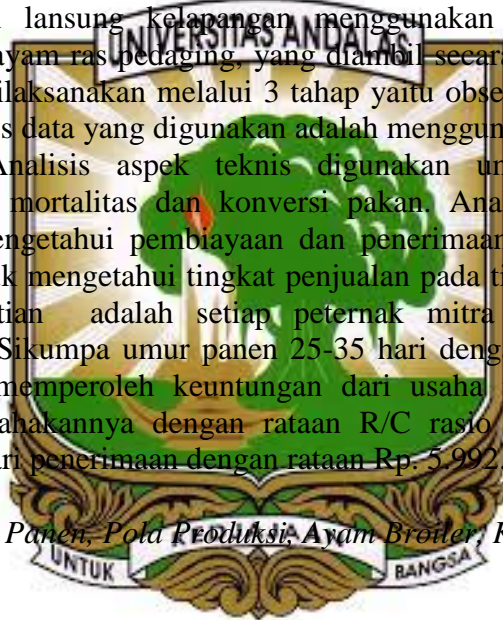 lansung kelapangan menggunakan
ayam ras pedaging, yang diambil secara
ilaksanakan melalui 3 tahap yaitu obse
s data yang digunakan adalah menggun
Analisis aspek teknis digunakan un
mortalitas dan konversi pakan. Ana
engetahui pembiayaan dan penerimaan
k mengetahui tingkat penjualan pada ti
tian adalah setiap peternak mitra
Sikumpa umur panen 25-35 hari deng
memperoleh keuntungan dari usaha
ahakannya dengan rataan R/C rasio
ari penerimaan dengan rataan Rp. 5.992.
Panen, Pola Produksi, Ayam Broiler, K
UNIVERSITAS ANDALAS
UNTUK
BANGSA